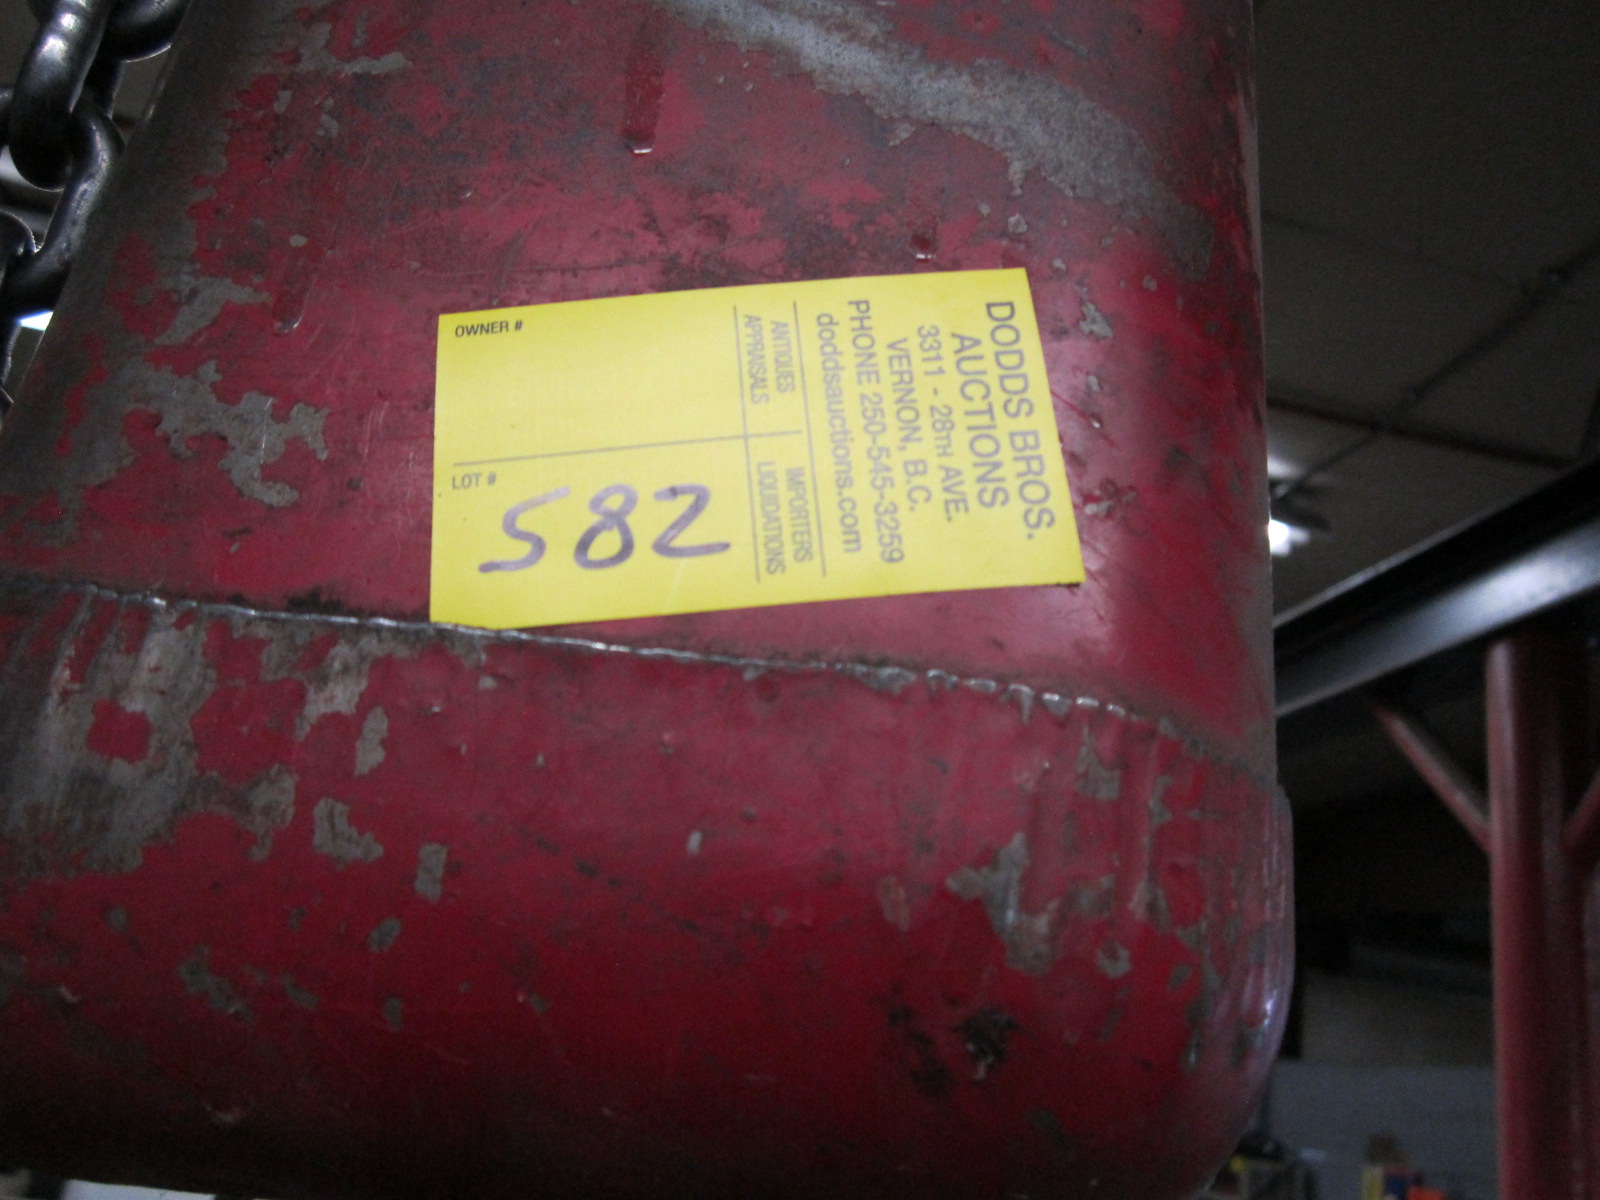 DODDS BROS.
AUCTIONS
3311 - 28TH AVE.
VERNON, B.C.
PHONE 250-545-3259
doddsauctions.com
ANTIQUES
APPRAISALS
IMPORTERS
LIQUIDATIONS
OWNER #
LOT #
582